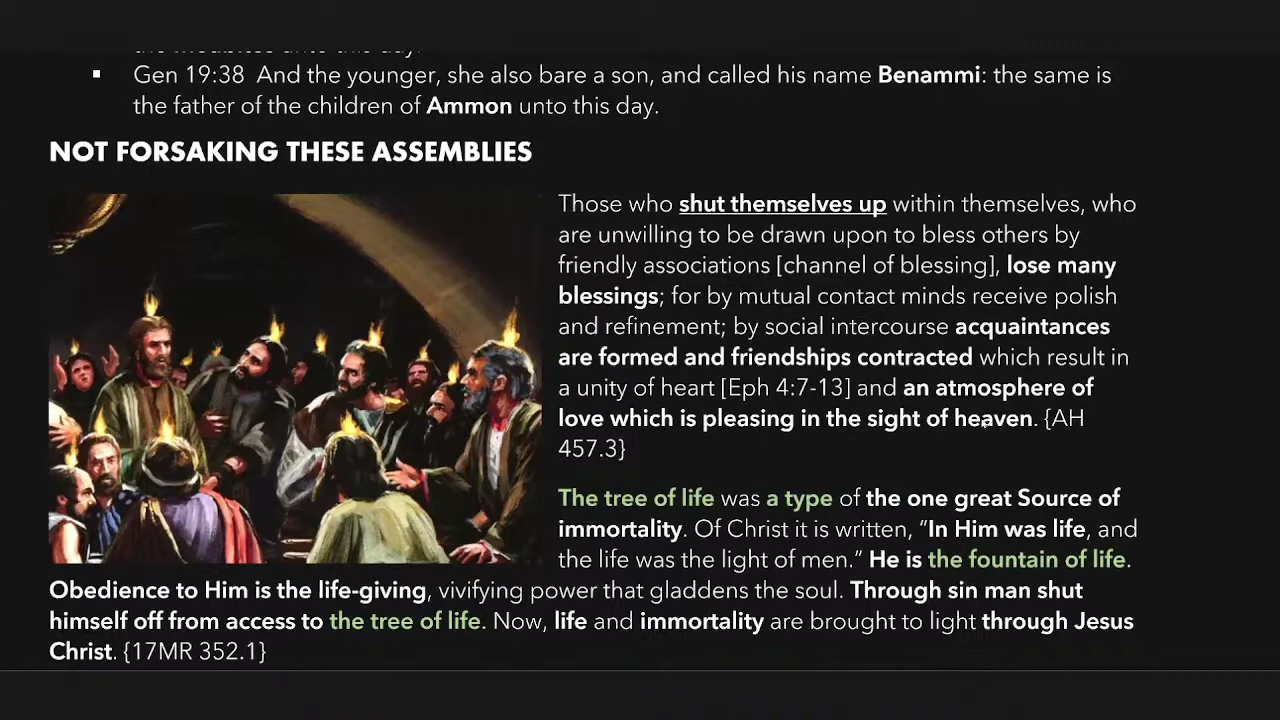 unto this day.
▪ Gen 19:38 And the younger, she also bare a son, and called his name Benammi: the same is
the father of the children of Ammon unto this day.
NOT FORSAKING THESE ASSEMBLIES
Those who shut themselves up within themselves, who
are unwilling to be drawn upon to bless others by
friendly associations [channel of blessing], lose many
blessings; for by mutual contact minds receive polish
and refinement; by social intercourse acquaintances
are formed and friendships contracted which result in
a unity of heart [Eph 4:7-13] and an atmosphere of
love which is pleasing in the sight of heaven. {AH
457.3}
The tree of life was a type of the one great Source of
immortality. Of Christ it is written, “In Him was life, and
the life was the light of men.” He is the fountain of life.
Obedience to Him is the life-giving, vivifying power that gladdens the soul. Through sin man shut
himself off from access to the tree of life. Now, life and immortality are brought to light through Jesus
Christ. {17MR 352.1}